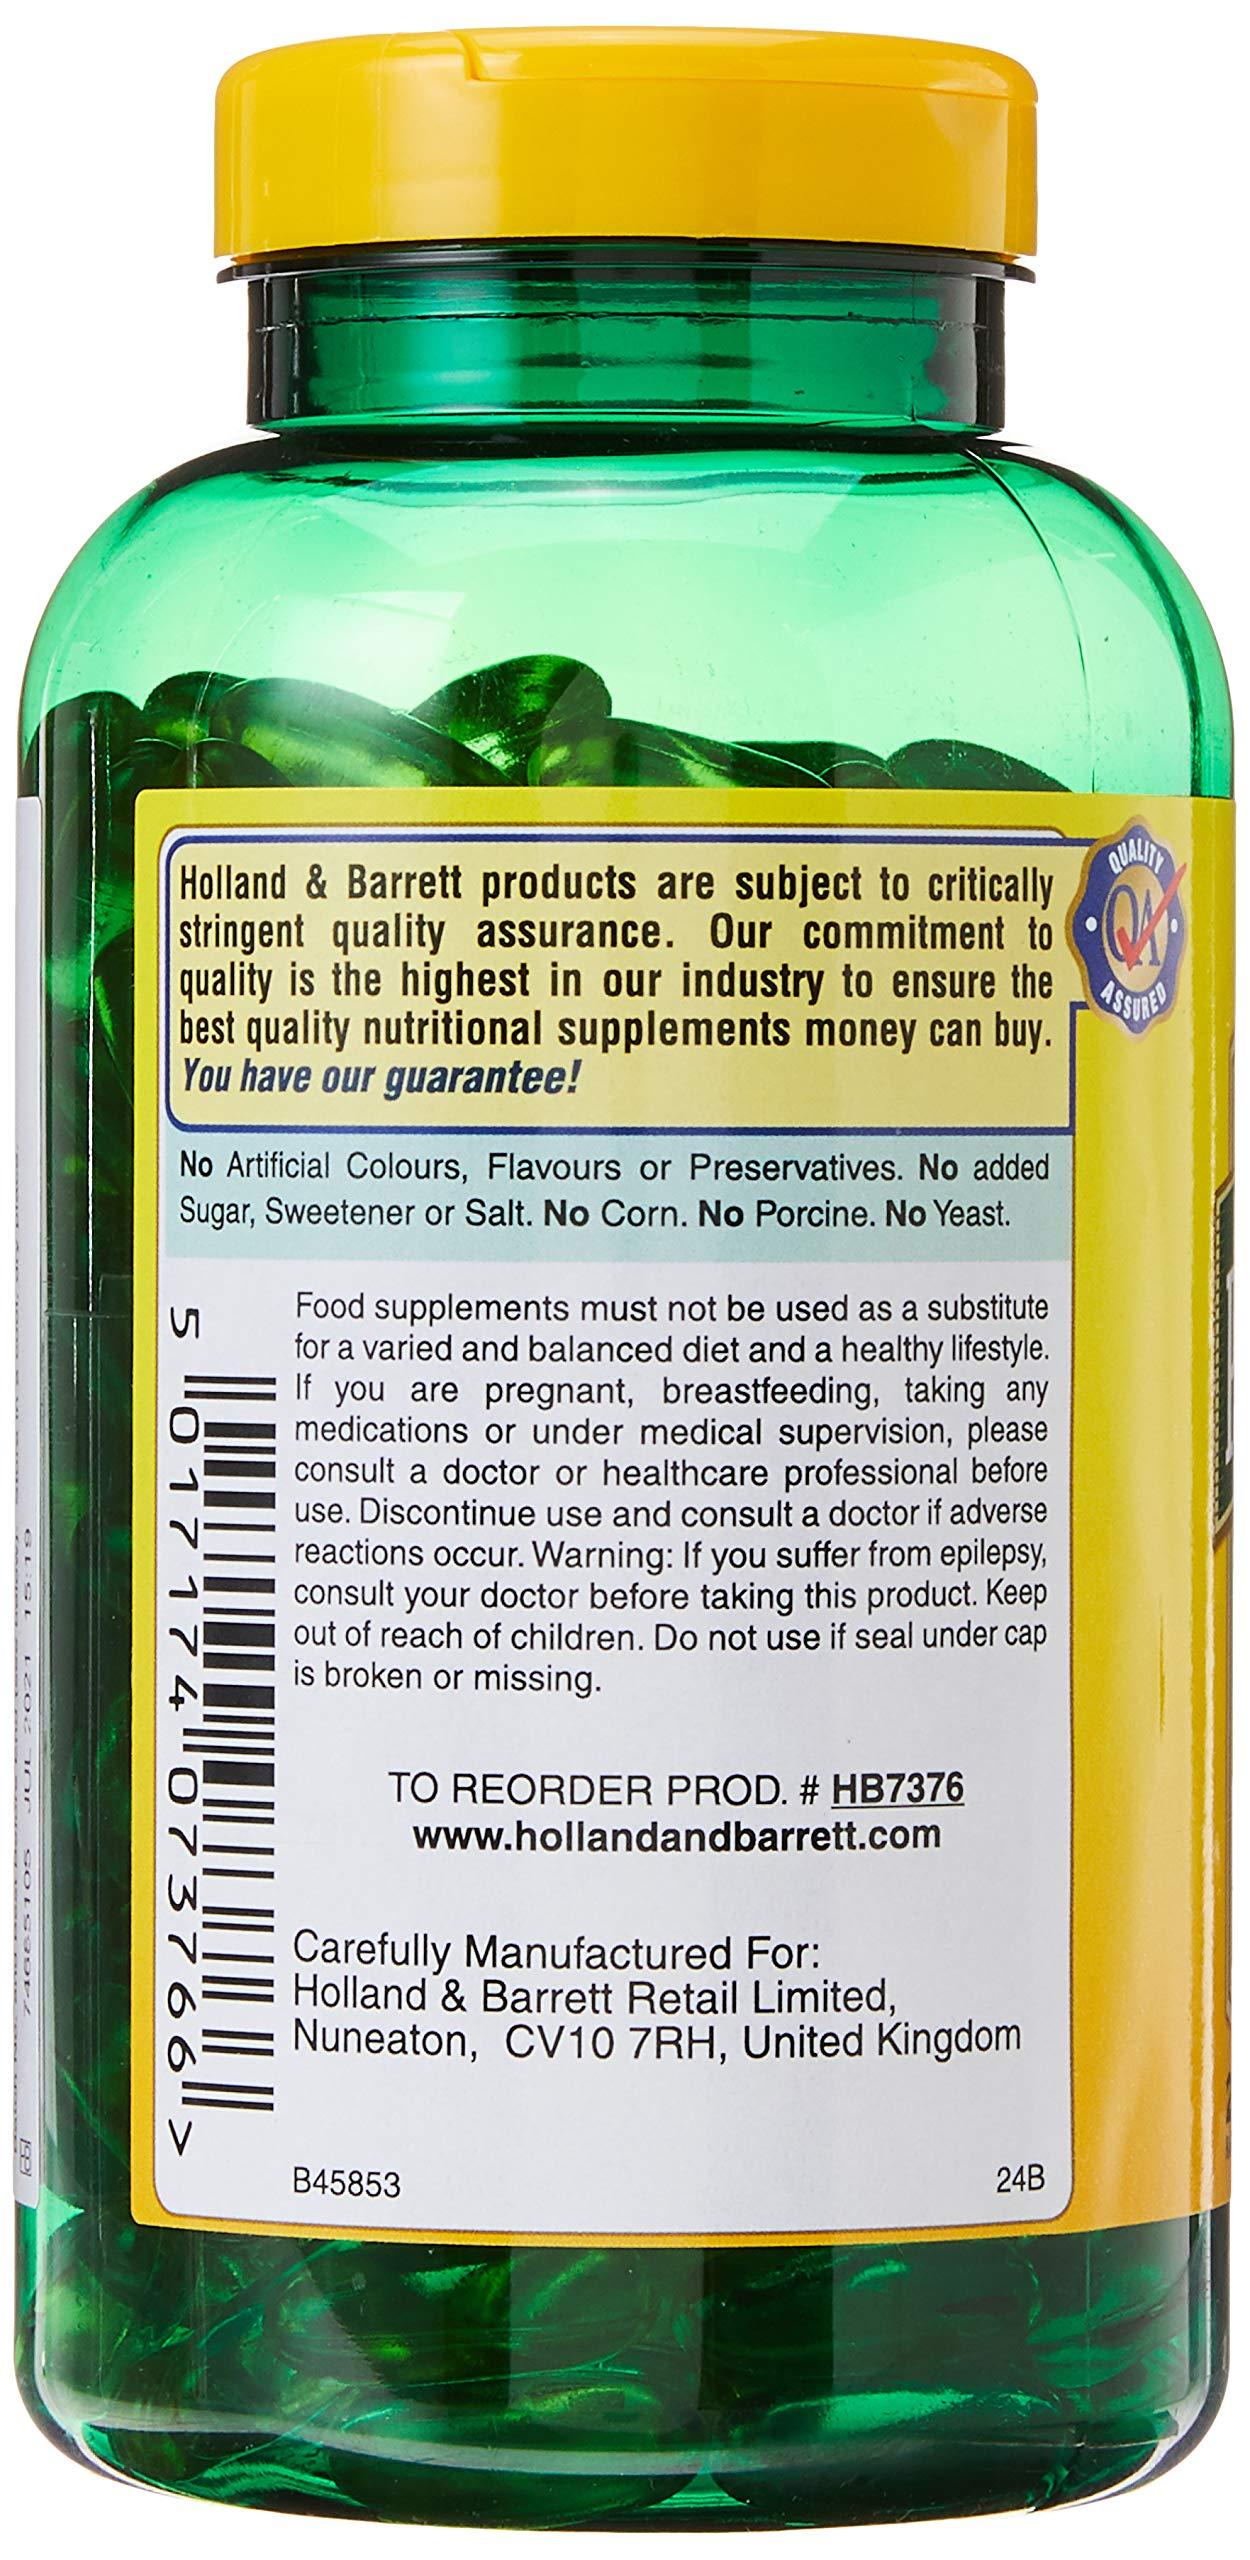 Holland & Barrett products are subject to critically
stringent quality assurance. Our commitment to
quality is the highest in our industry to ensure the
best quality nutritional supplements money can buy.
You have our guarantee!
QUALITY
QA
ASSURED
No Artificial Colours, Flavours or Preservatives. No added
Sugar, Sweetener or Salt. No Corn. No Porcine. No Yeast.
Food supplements must not be used as a substitute
for a varied and balanced diet and a healthy lifestyle.
If you are pregnant, breastfeeding, taking any
medications or under medical supervision, please
consult a doctor or healthcare professional before
use. Discontinue use and consult a doctor if adverse
reactions occur. Warning: If you suffer from epilepsy,
consult your doctor before taking this product. Keep
out of reach of children. Do not use if seal under cap
is broken or missing.
TO REORDER PROD. # HB7376
www.hollandandbarrett.com
Carefully Manufactured For:
Holland & Barrett Retail Limited,
Nuneaton, CV10 7RH, United Kingdom
B45853 24B
5 017174 073766 >
74665105 JUL 2021 15:19